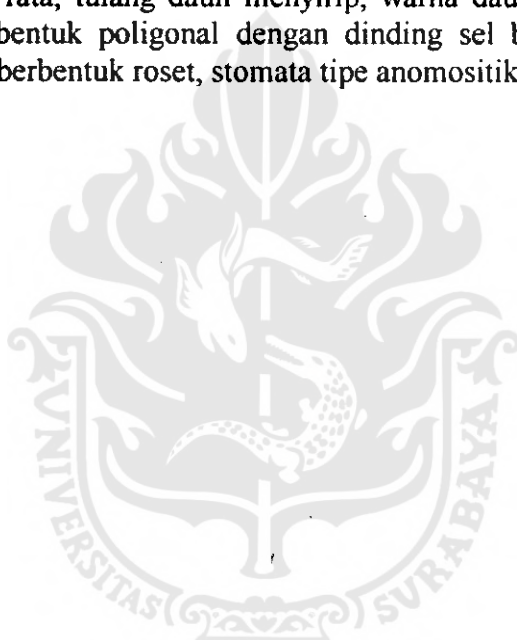 rata, tulang daun menyirip, warna dau
bentuk poligonal dengan dinding sel b
berbentuk roset, stomata tipe anomositik
UNIVERSITAS SURABAYA